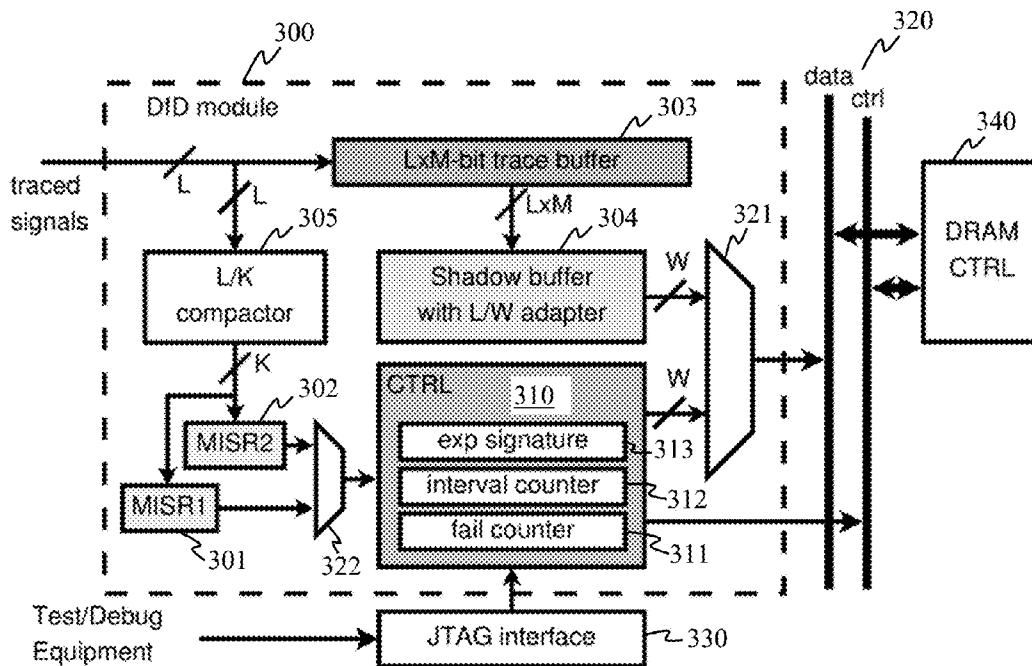 300
320
data
ctrl
DfD module
303
340
LxM-bit trace buffer
L
traced
signals
L
LxM
305
304
321
L/K
compactor
Shadow buffer
with L/W adapter
W
DRAM
CTRL
K
CTRL
310
W
302
MISR2
exp signature
313
interval counter
312
MISR1
fail counter
311
301
322
Test/Debug
Equipment
JTAG interface
330